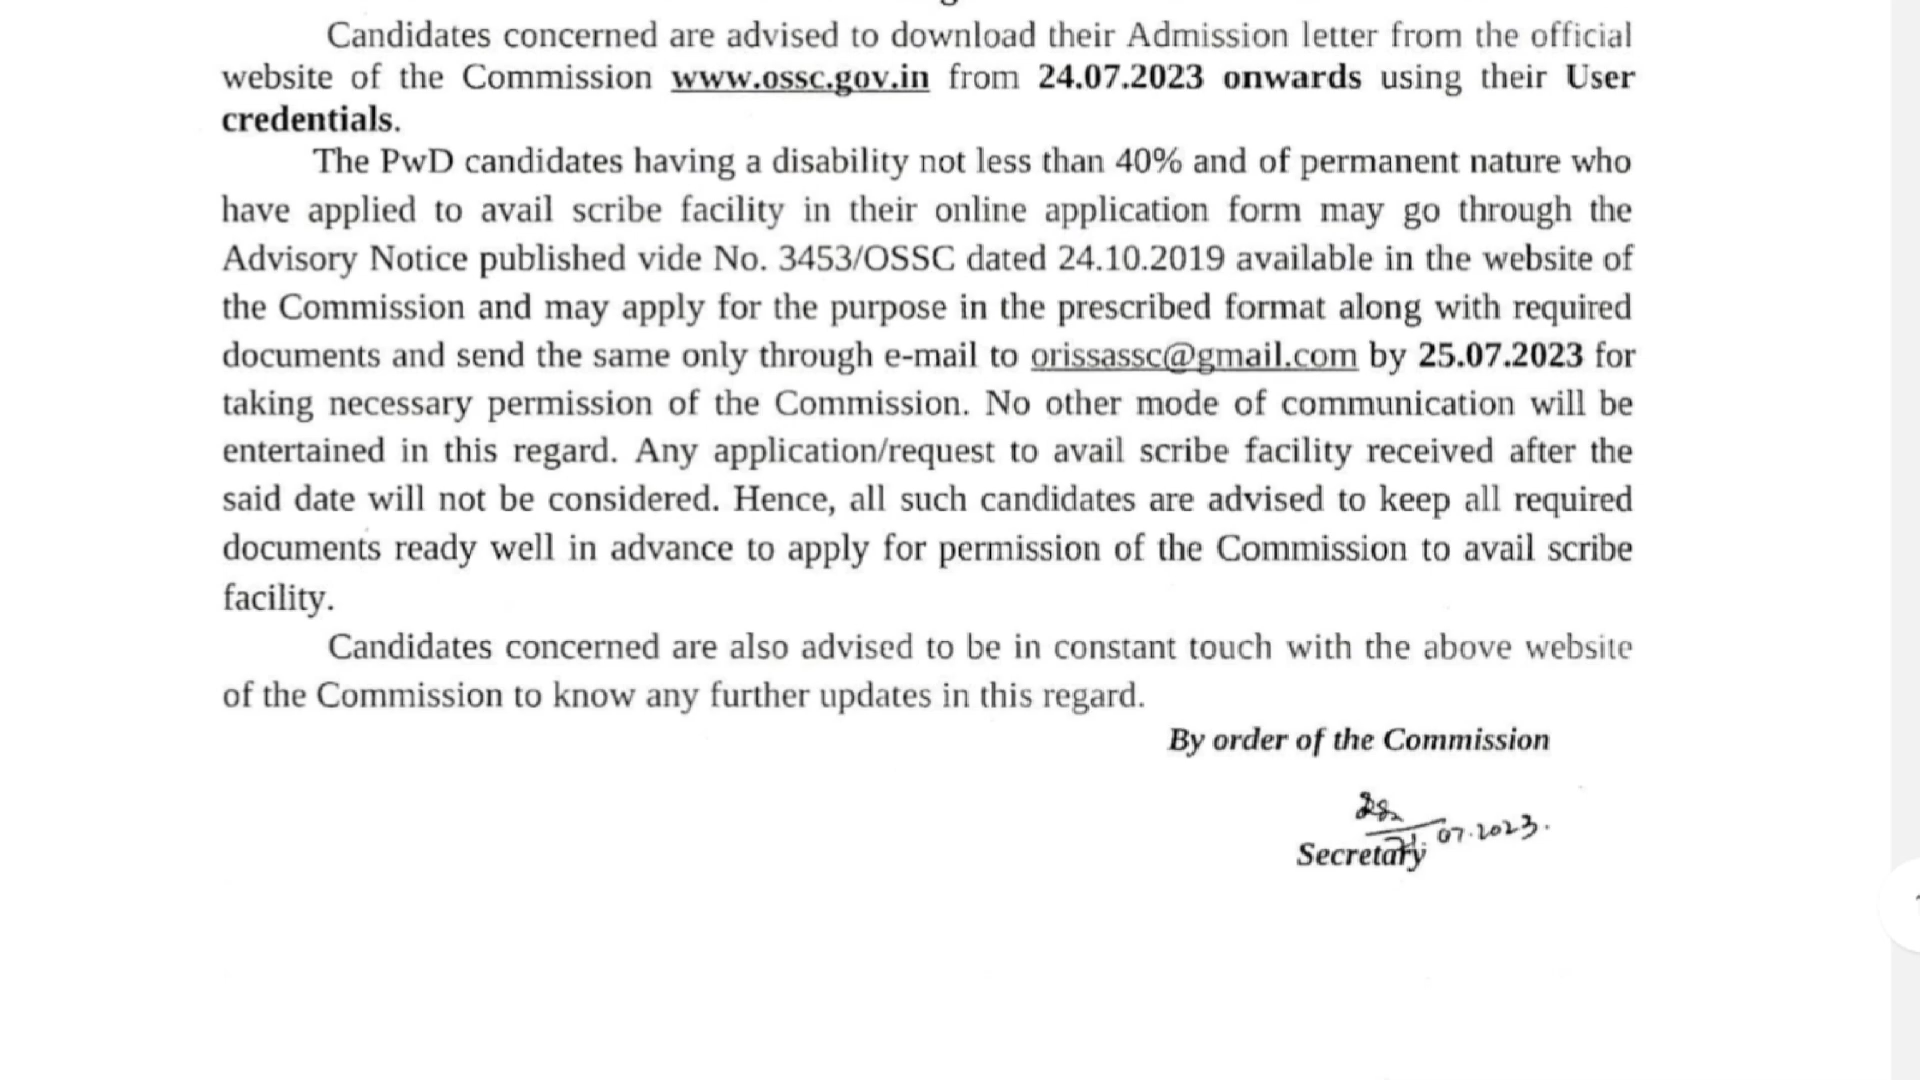 Candidates concerned are advised to download their Admission letter from the official
website of the Commission www.ossc.gov.in from 24.07.2023 onwards using their User
credentials.
The PwD candidates having a disability not less than 40% and of permanent nature who
have applied to avail scribe facility in their online application form may go through the
Advisory Notice published vide No. 3453/OSSC dated 24.10.2019 available in the website of
the Commission and may apply for the purpose in the prescribed format along with required
documents and send the same only through e-mail to orissassc@gmail.com by 25.07.2023 for
taking necessary permission of the Commission. No other mode of communication will be
entertained in this regard. Any application/request to avail scribe facility received after the
said date will not be considered. Hence, all such candidates are advised to keep all required
documents ready well in advance to apply for permission of the Commission to avail scribe
facility.
Candidates concerned are also advised to be in constant touch with the above website
of the Commission to know any further updates in this regard.
By order of the Commission
07.2023.
Secretary